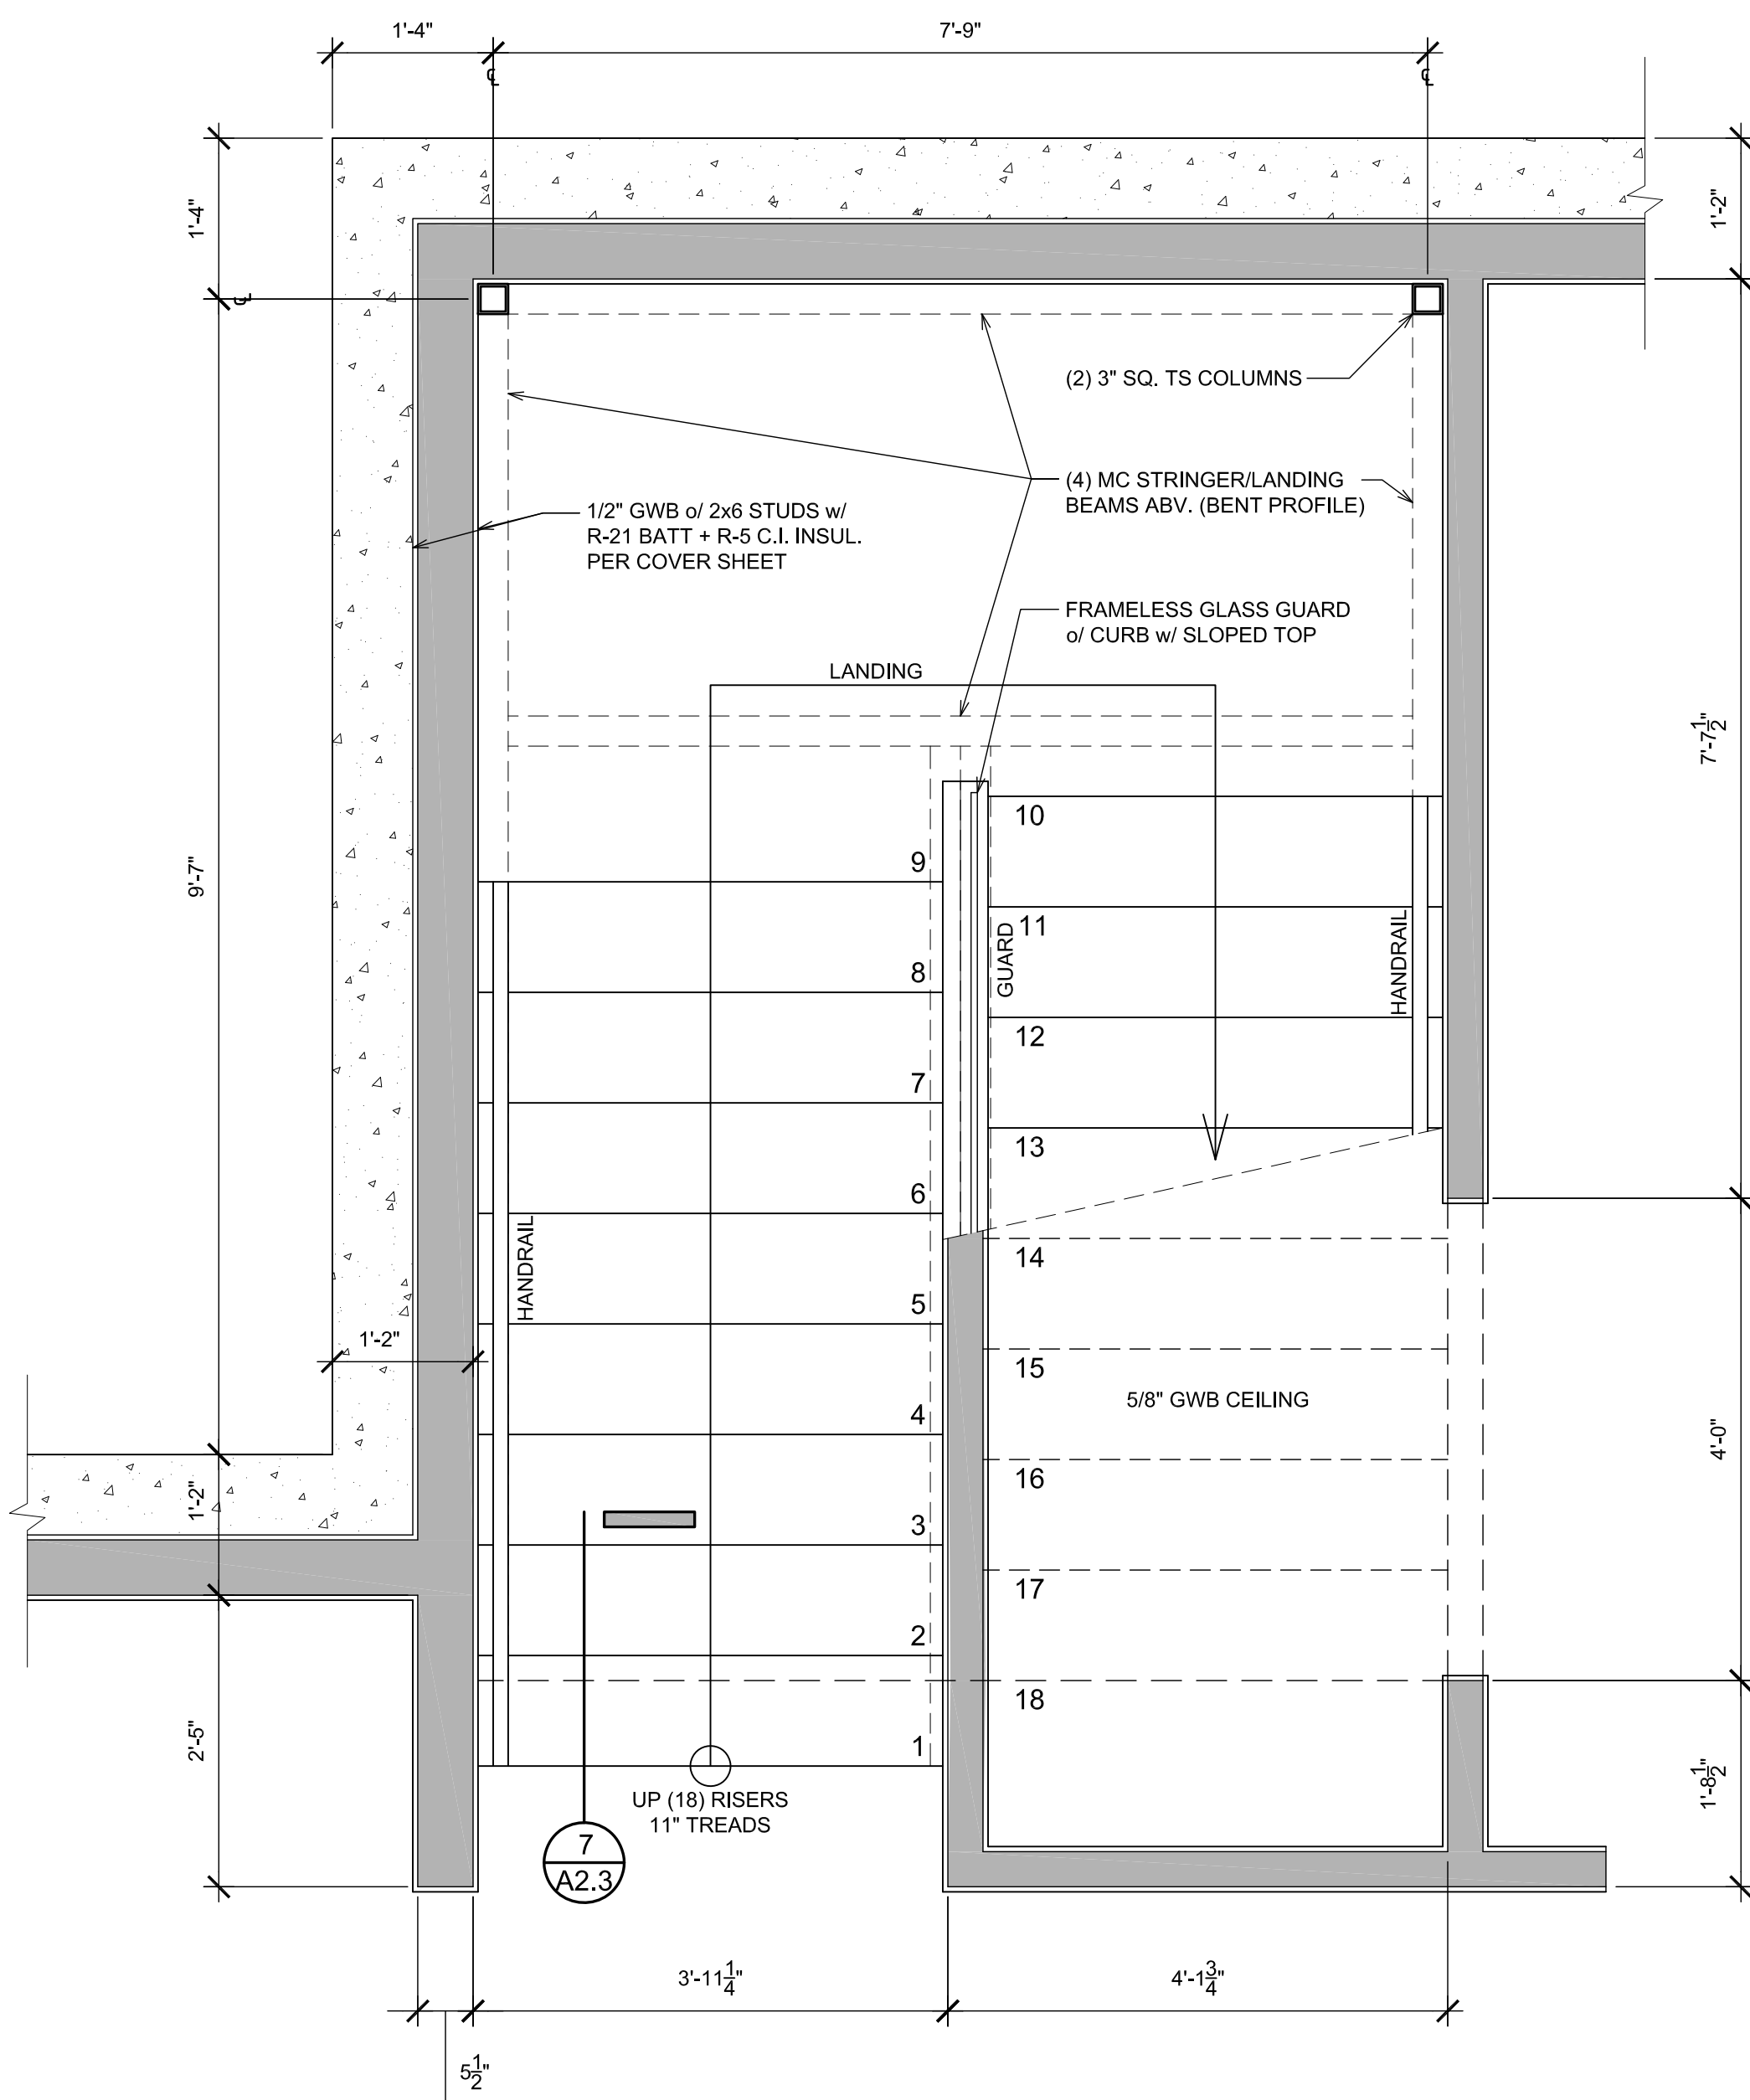 1'-4"
7'-9"
℄
℄
1'-4"
1'-2"
℄
(2) 3" SQ. TS COLUMNS
(4) MC STRINGER/LANDING
BEAMS ABV. (BENT PROFILE)
1/2" GWB o/ 2x6 STUDS w/
R-21 BATT + R-5 C.I. INSUL.
PER COVER SHEET
FRAMELESS GLASS GUARD
o/ CURB w/ SLOPED TOP
LANDING
7'-7 1/2"
9'-7"
10
9
11
GUARD
HANDRAIL
8
12
7
13
6
HANDRAIL
14
5
1'-2"
15
5/8" GWB CEILING
4
4'-0"
16
1'-2"
3
17
2
18
2'-5"
1
1'-8 1/2"
UP (18) RISERS
11" TREADS
7
A2.3
3'-11 1/4"
4'-1 3/4"
5 1/2"